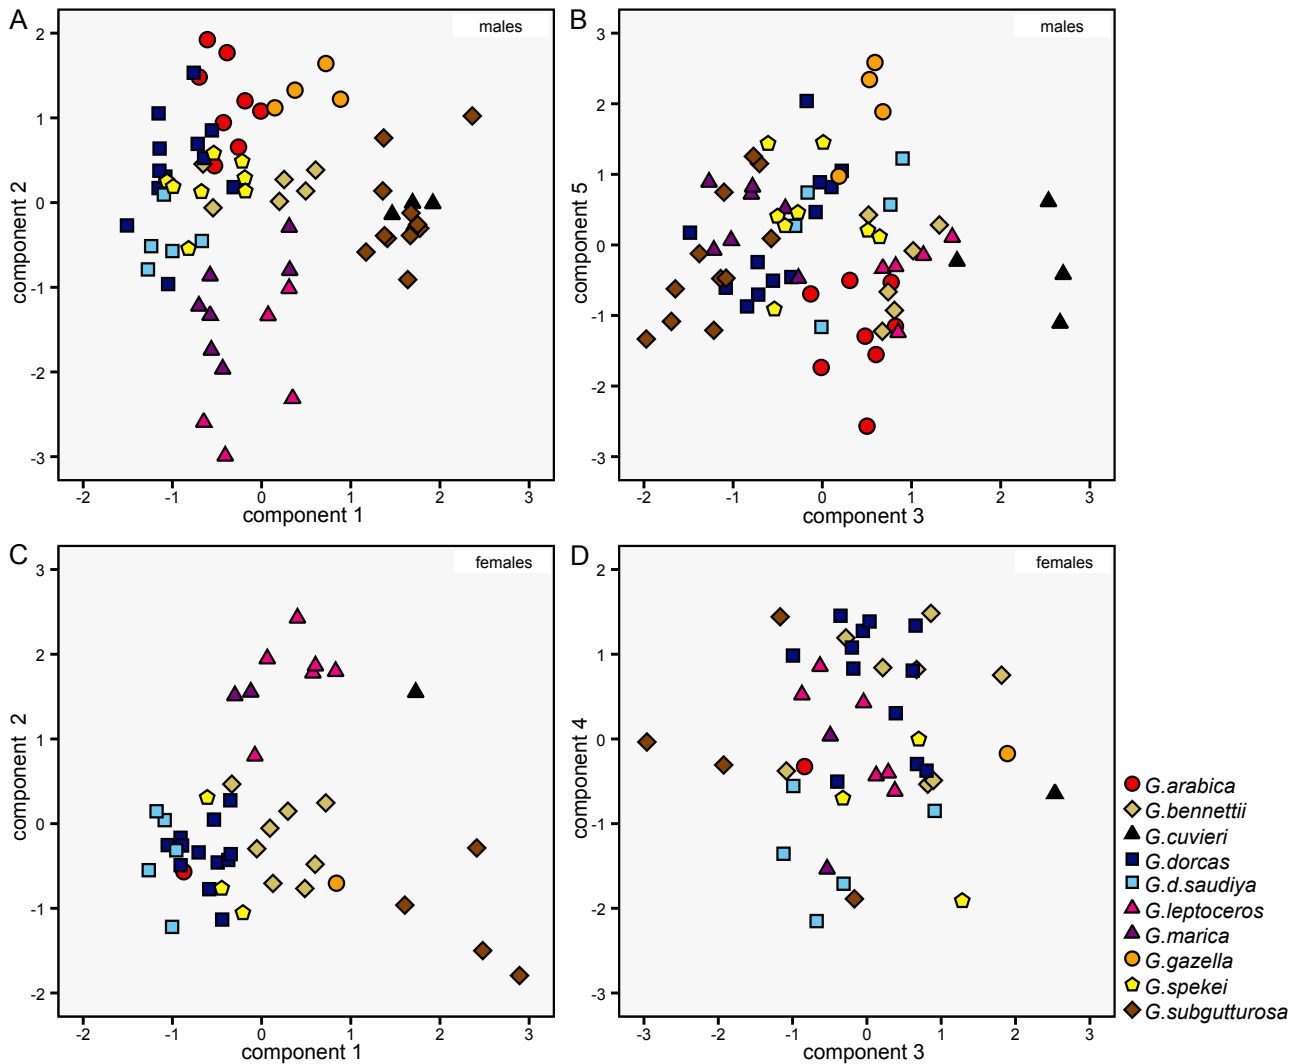 A
males
2
1
0
-1
-2
-3
component 2
-2
-1
0
1
2
3
component 1
B
males
3
2
1
0
-1
-2
-3
component 5
-2
-1
0
1
2
3
component 3
C
females
3
2
1
0
-1
-2
component 2
-2
-1
0
1
2
3
component 1
D
females
2
1
0
-1
-2
-3
component 4
-3
-2
-1
0
1
2
3
component 3
G.arabica
G.bennettii
G.cuvieri
G.dorcas
G.d.saudiya
G.leptoceros
G.marica
G.gazella
G.spekei
G.subgutturosa